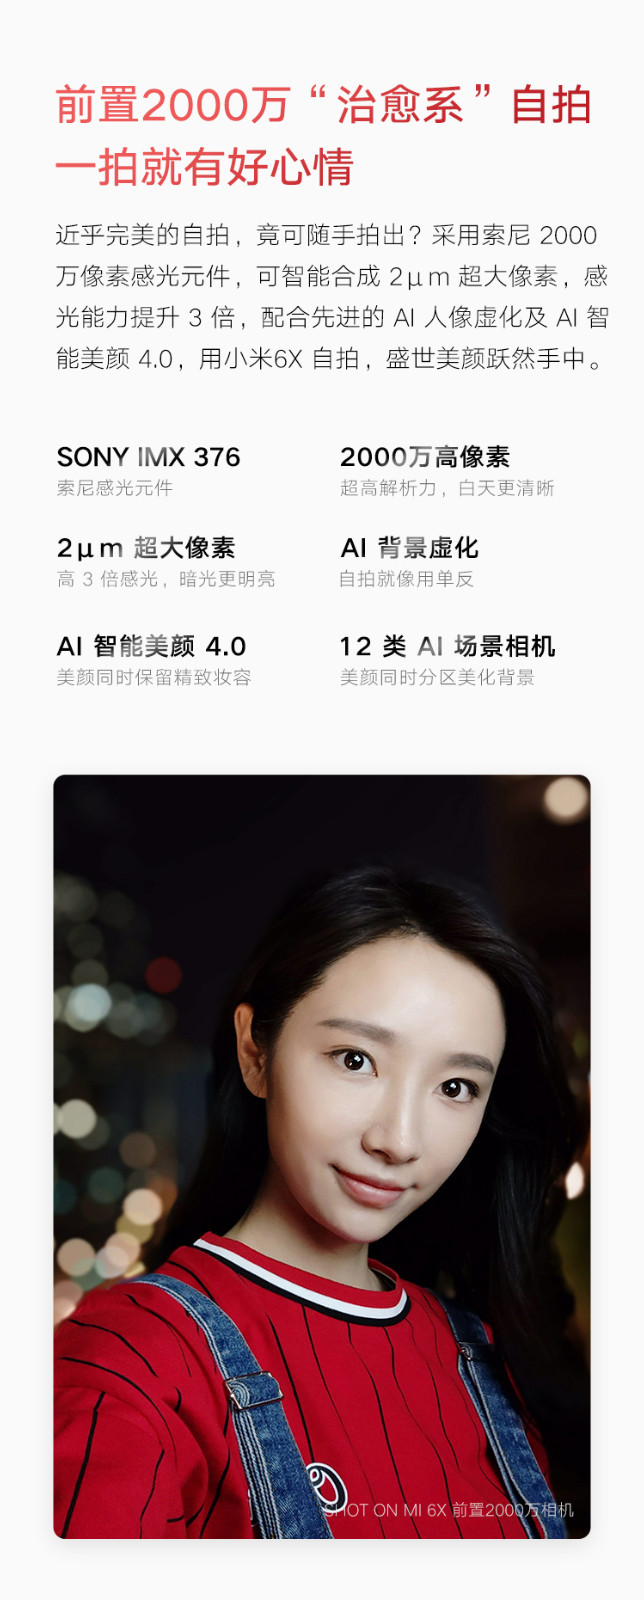 前置2000万“治愈系”自拍
一拍就有好心情
近乎完美的自拍，竟可随手拍出？采用索尼 2000
万像素感光元件，可智能合成 2μm 超大像素，感
光能力提升 3 倍，配合先进的 AI 人像虚化及 AI 智
能美颜 4.0，用小米6X 自拍，盛世美颜跃然手中。
SONY IMX 376
索尼感光元件
2000万高像素
超高解析力，白天更清晰
2μm 超大像素
高 3 倍感光，暗光更明亮
AI 背景虚化
自拍就像用单反
AI 智能美颜 4.0
美颜同时保留精致妆容
12 类 AI 场景相机
美颜同时分区美化背景
SHOT ON MI 6X 前置2000万相机